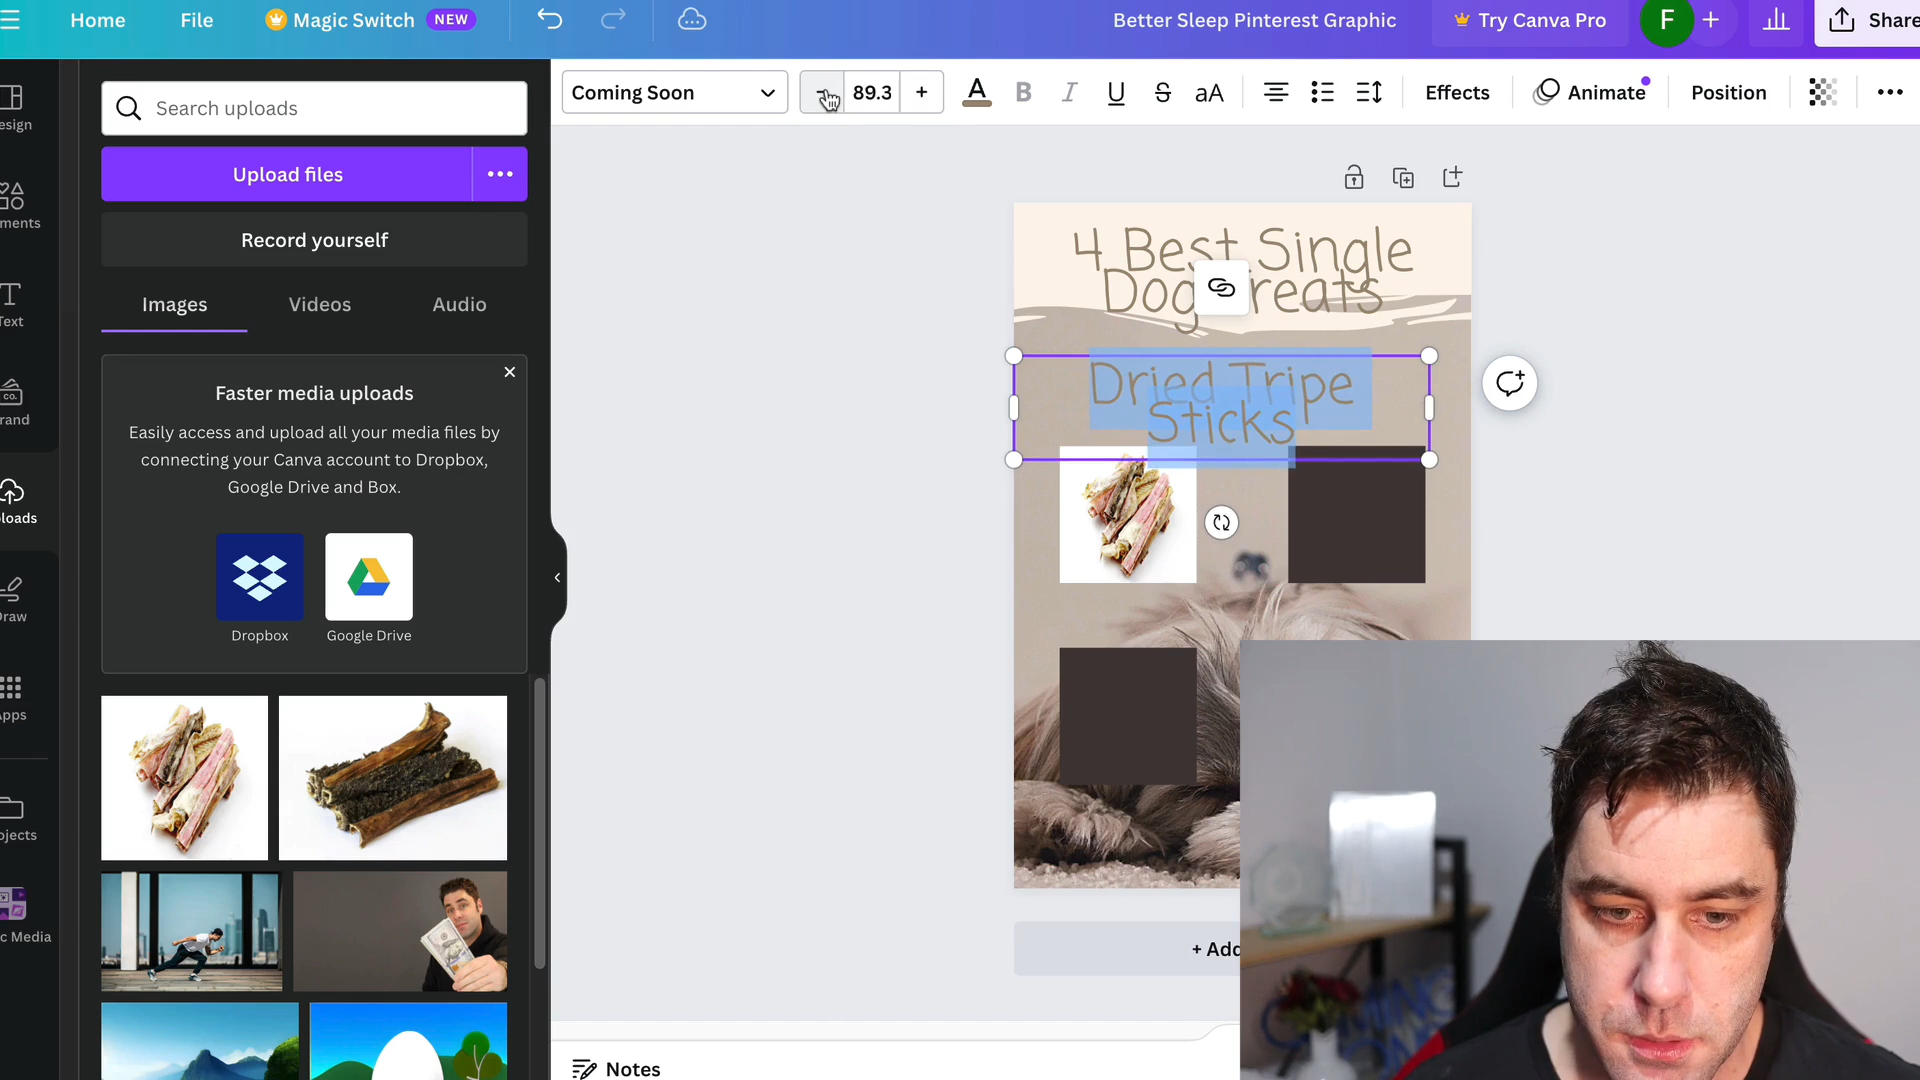 Home File Magic Switch NEW Better Sleep Pinterest Graphic Try Canva Pro F + Share
Search uploads
Upload files
Record yourself
Images Videos Audio
Faster media uploads
Easily access and upload all your media files by
connecting your Canva account to Dropbox,
Google Drive and Box.
Dropbox Google Drive
esign
ments
Text
rand
loads
Draw
Apps
ojects
c Media
Coming Soon - 89.3 + A B I U S aA Effects Animate Position
4 Best Single
Dog Treats
Dried Tripe
Sticks
+ Add
Notes